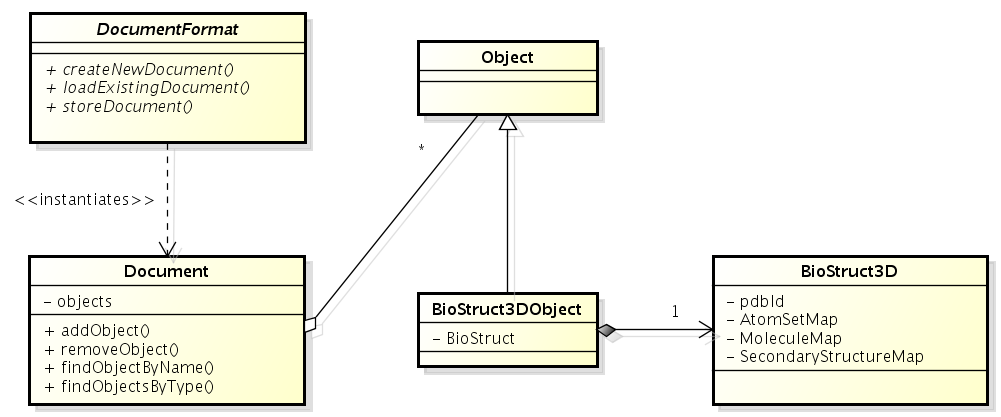 DocumentFormat
+ createNewDocument()
+ loadExistingDocument()
+ storeDocument()
<<instantiates>>
Document
– objects
+ addObject()
+ removeObject()
+ findObjectByName()
+ findObjectsByType()
Object
*
BioStruct3DObject
– BioStruct
1
BioStruct3D
– pdbId
– AtomSetMap
– MoleculeMap
– SecondaryStructureMap